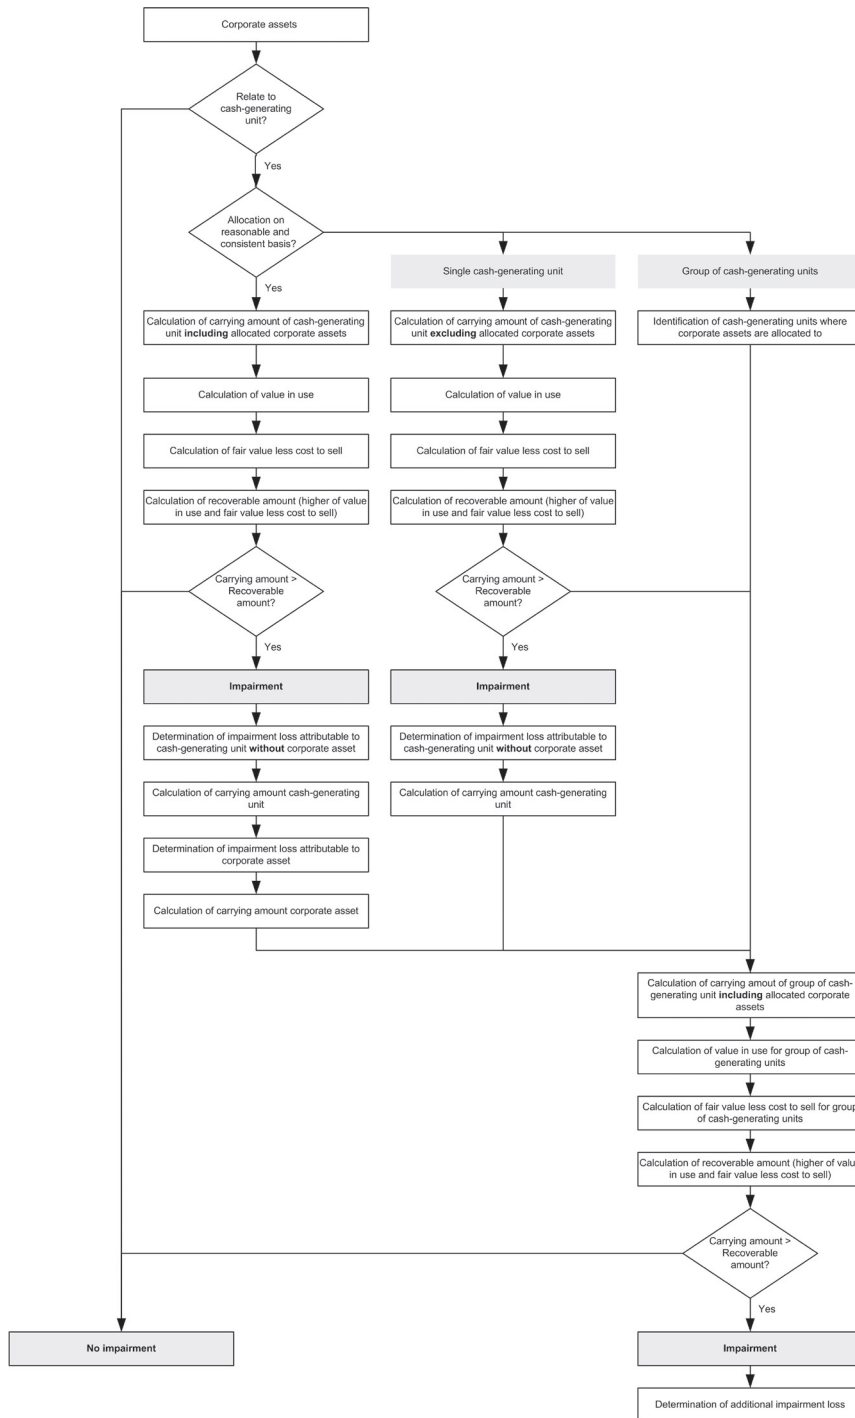 Corporate assets
Relate to
cash-generating
unit?
Yes
Allocation on
reasonable and
consistent basis?
Yes
Single cash-generating unit
Group of cash-generating units
Calculation of carrying amount of cash-generating
unit including allocated corporate assets
Calculation of carrying amount of cash-generating
unit excluding allocated corporate assets
Identification of cash-generating units where
corporate assets are allocated to
Calculation of value in use
Calculation of value in use
Calculation of fair value less cost to sell
Calculation of fair value less cost to sell
Calculation of recoverable amount (higher of value
in use and fair value less cost to sell)
Calculation of recoverable amount (higher of value
in use and fair value less cost to sell)
Carrying amount >
Recoverable
amount?
Carrying amount >
Recoverable
amount?
Yes
Yes
Impairment
Impairment
Determination of impairment loss attributable to
cash-generating unit without corporate asset
Determination of impairment loss attributable to
cash-generating unit without corporate asset
Calculation of carrying amount cash-generating
unit
Calculation of carrying amount cash-generating
unit
Determination of impairment loss attributable to
corporate asset
Calculation of carrying amount corporate asset
Calculation of carrying amout of group of cash-
generating unit including allocated corporate
assets
Calculation of value in use for group of cash-
generating units
Calculation of fair value less cost to sell for group
of cash-generating units
Calculation of recoverable amount (higher of value
in use and fair value less cost to sell)
Carrying amount >
Recoverable
amount?
Yes
No impairment
Impairment
Determination of additional impairment loss